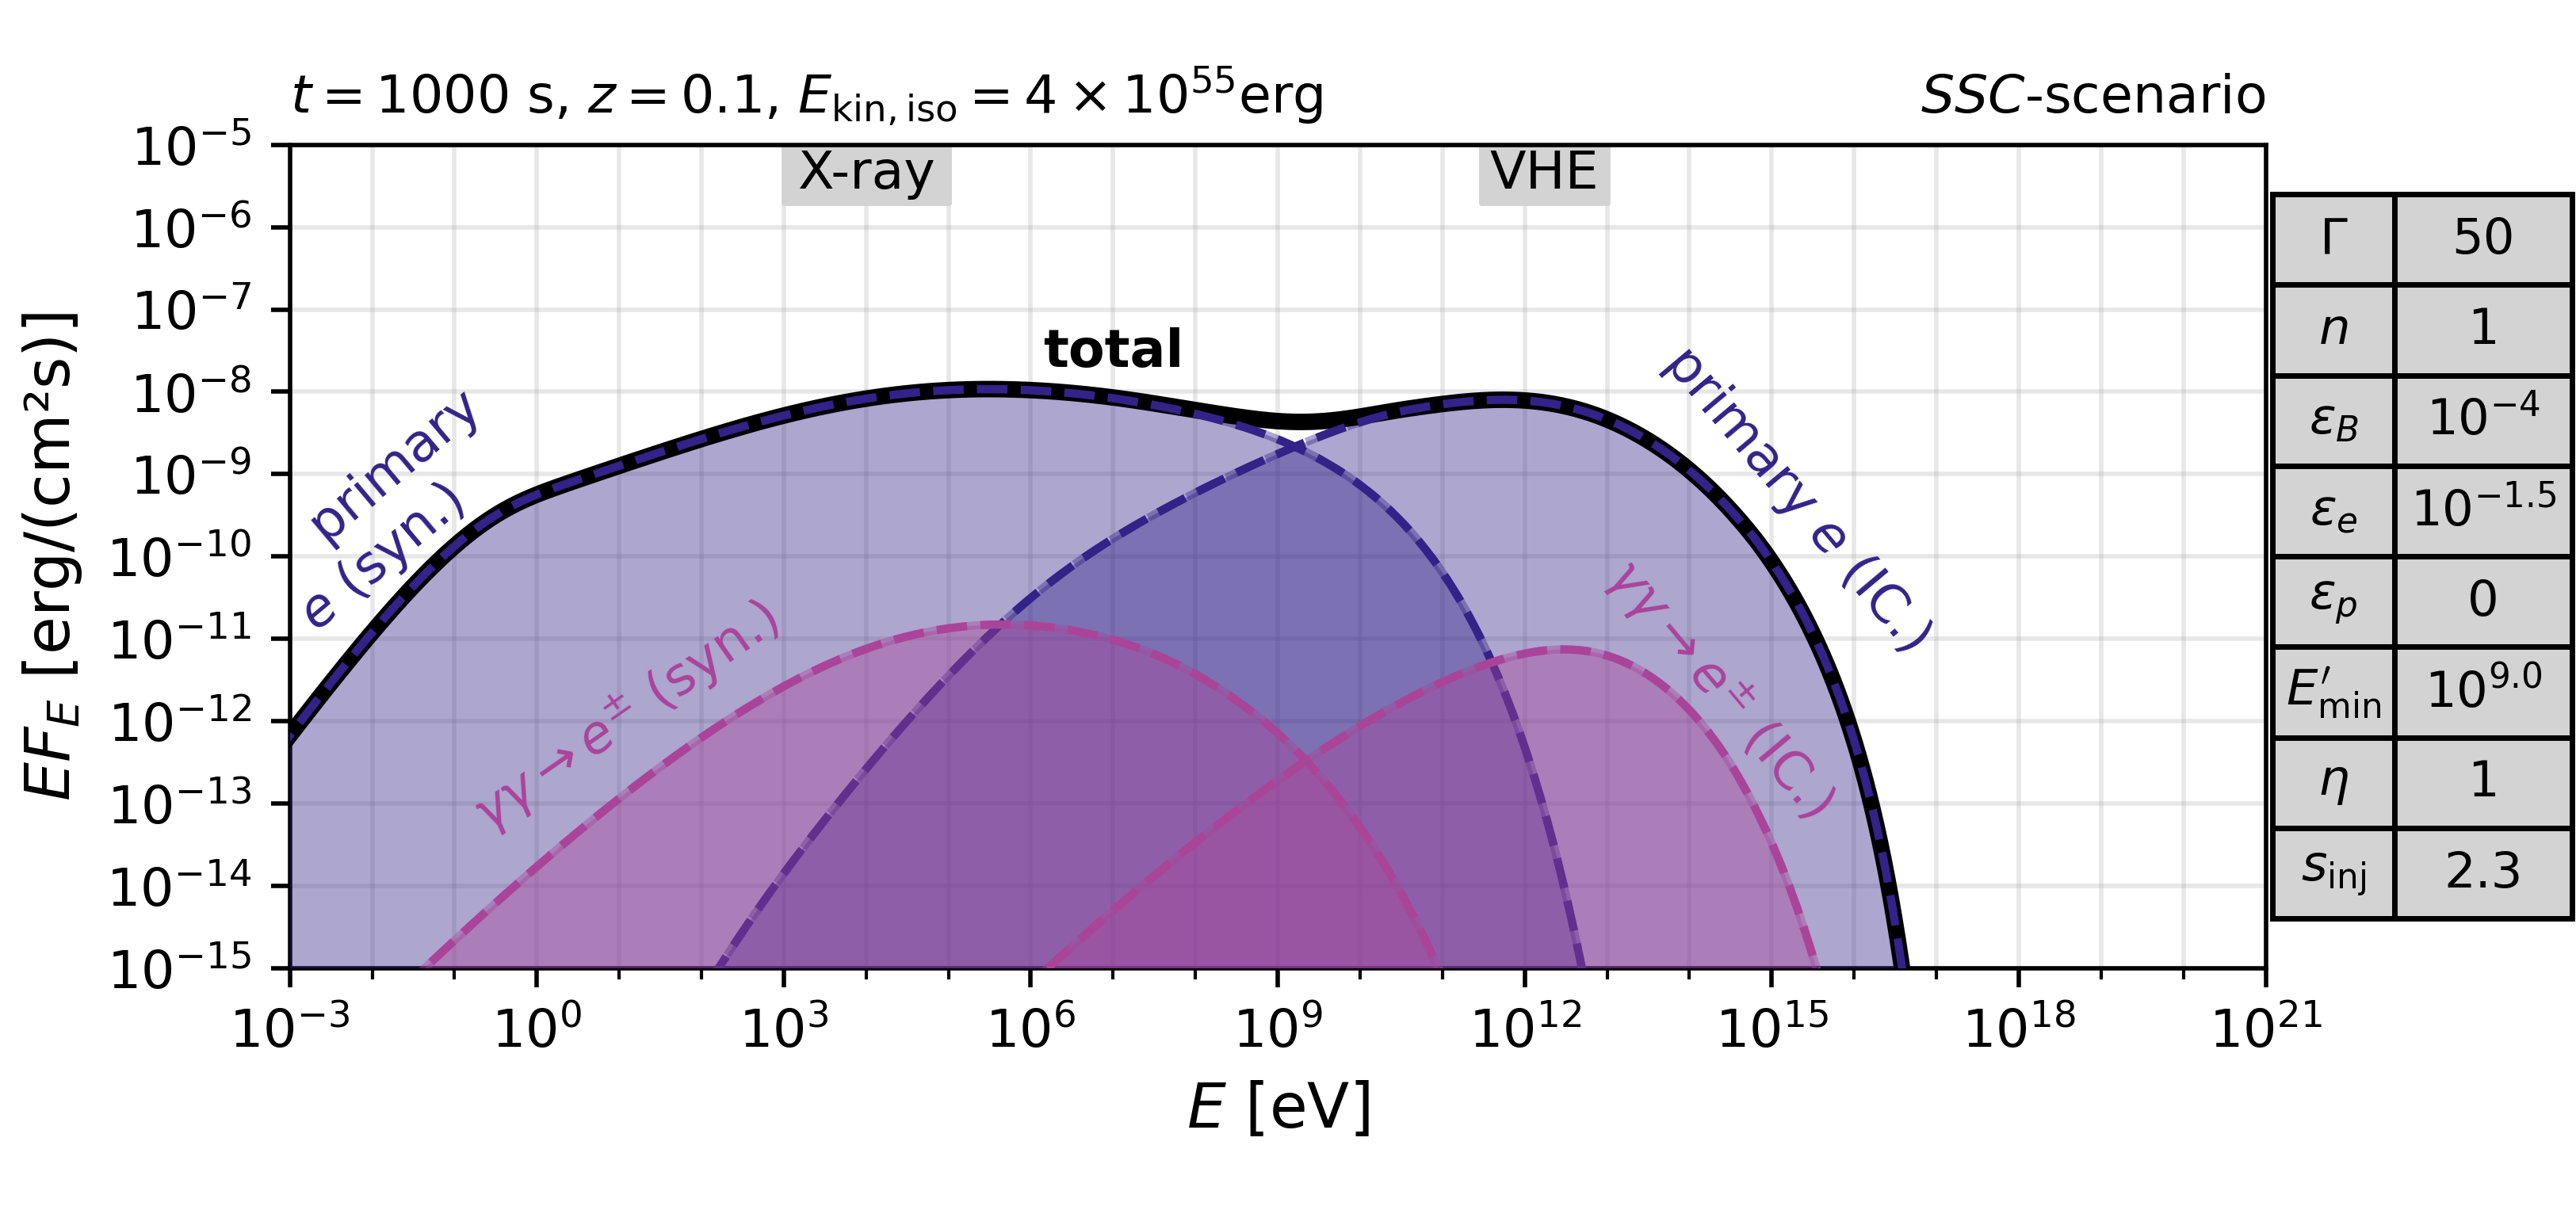 t = 1000 s, z = 0.1, E_kin, iso = 4 × 10^55 erg
SSC-scenario
X-ray
VHE
total
primary
e (syn.)
primary e (IC.)
γγ → e^± (syn.)
γγ → e^± (IC.)
EF_E [erg/(cm²s)]
10^−5
10^−6
10^−7
10^−8
10^−9
10^−10
10^−11
10^−12
10^−13
10^−14
10^−15
10^−3 10^0 10^3 10^6 10^9 10^12 10^15 10^18 10^21
E [eV]
Γ 50
n 1
ε_B 10^−4
ε_e 10^−1.5
ε_p 0
E′_min 10^9.0
η 1
s_inj 2.3